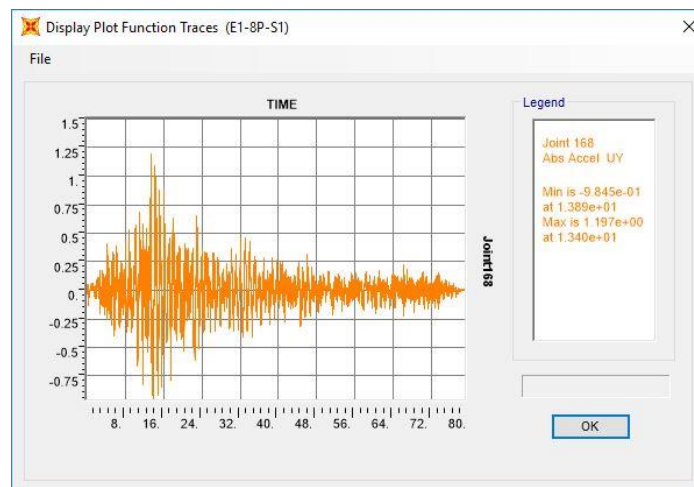 Display Plot Function Traces (E1-8P-S1)
File
TIME
Legend
1.5
1.25
1.
0.75
0.5
0.25
0.
-0.25
-0.5
-0.75
Joint168
Joint 168
Abs Accel UY
Min is -9.845e-01
at 1.389e+01
Max is 1.197e+00
at 1.340e+01
8. 16. 24. 32. 40. 48. 56. 64. 72. 80.
OK